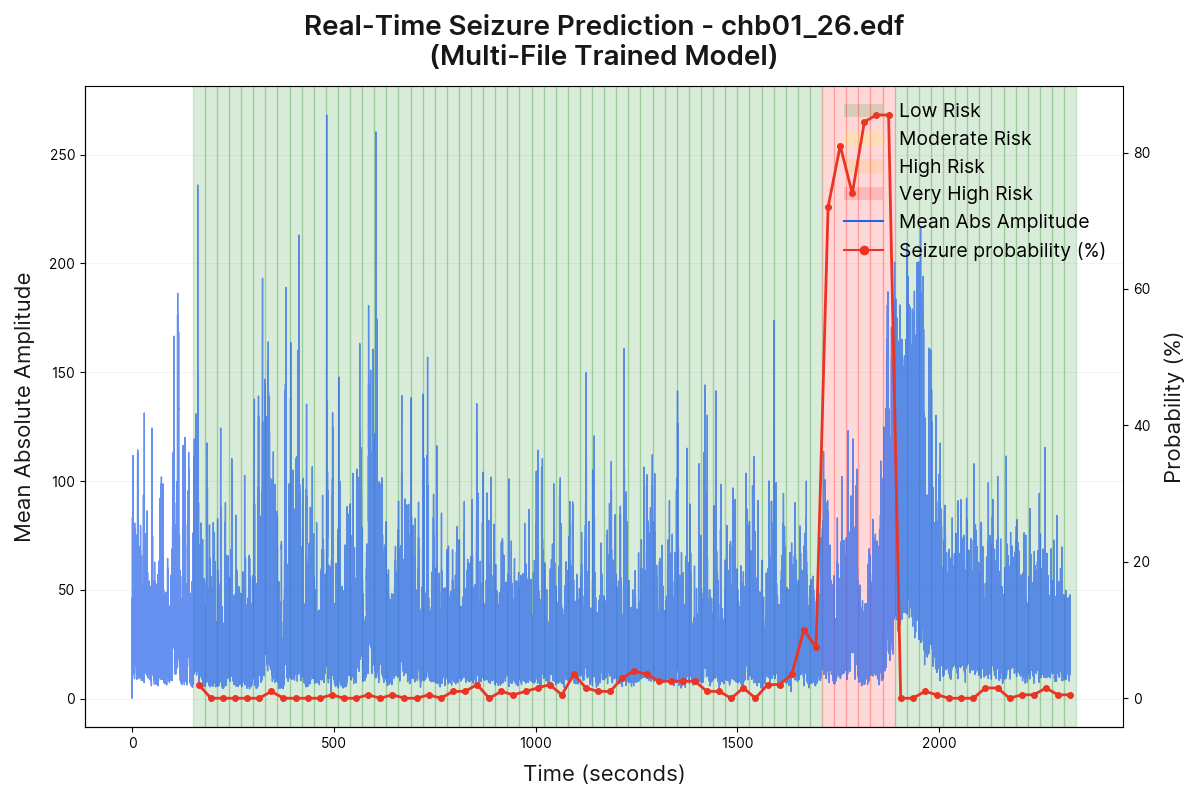 Real-Time Seizure Prediction - chb01_26.edf
(Multi-File Trained Model)
Low Risk
Moderate Risk
High Risk
Very High Risk
Mean Abs Amplitude
Seizure probability (%)
Mean Absolute Amplitude
250
200
150
100
50
0
80
60
40
20
0
Probability (%)
0
500
1000
1500
2000
Time (seconds)